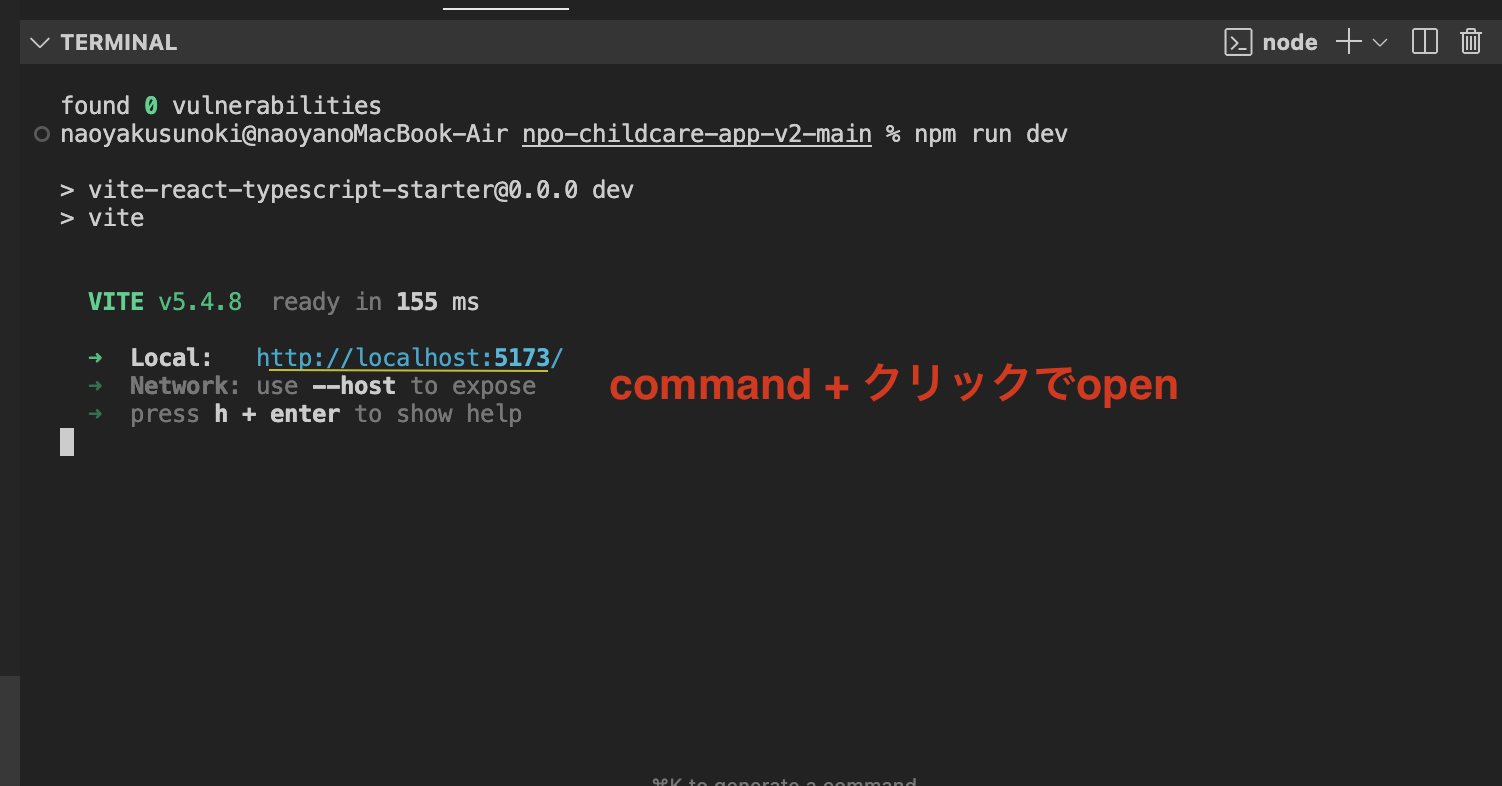 TERMINAL
node
found 0 vulnerabilities
naoyakusunoki@naoyanoMacBook-Air npo-childcare-app-v2-main % npm run dev
> vite-react-typescript-starter@0.0.0 dev
> vite
VITE v5.4.8 ready in 155 ms
➜ Local: http://localhost:5173/
➜ Network: use --host to expose
➜ press h + enter to show help
command + クリックでopen
⌘K to generate a command